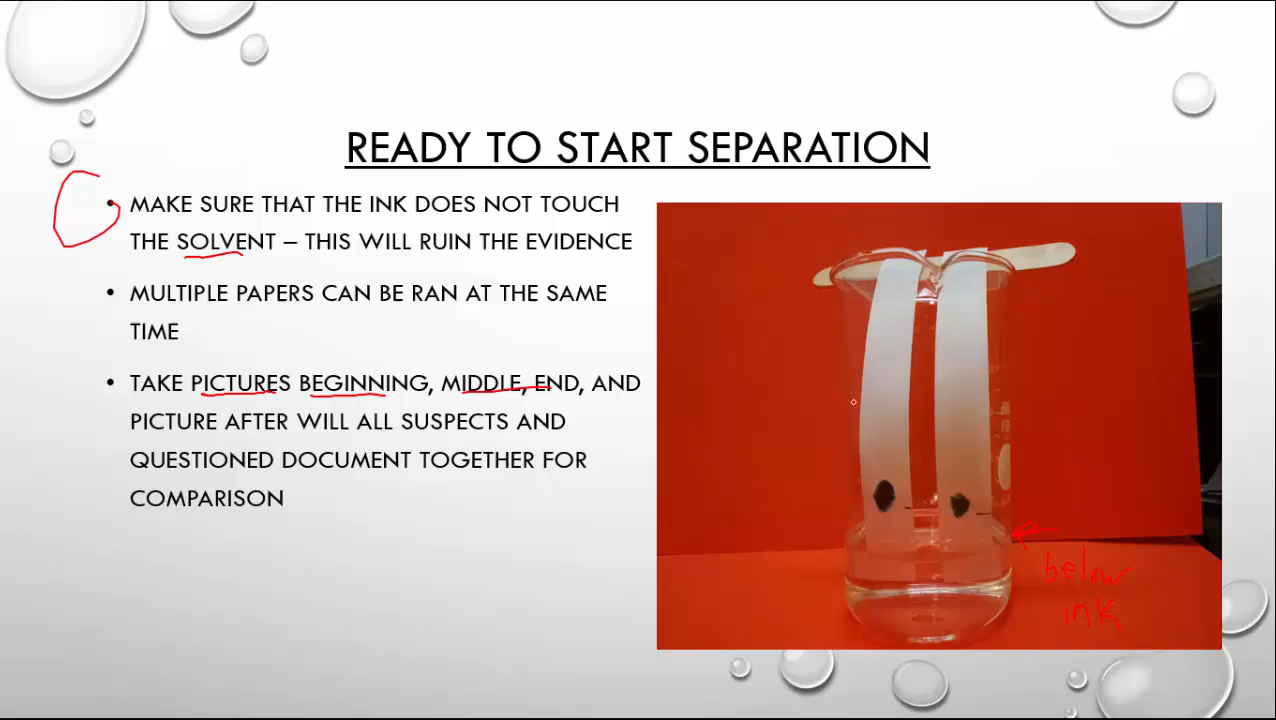 READY TO START SEPARATION
• MAKE SURE THAT THE INK DOES NOT TOUCH
THE SOLVENT – THIS WILL RUIN THE EVIDENCE
• MULTIPLE PAPERS CAN BE RAN AT THE SAME
TIME
• TAKE PICTURES BEGINNING, MIDDLE, END, AND
PICTURE AFTER WILL ALL SUSPECTS AND
QUESTIONED DOCUMENT TOGETHER FOR
COMPARISON
below
ink